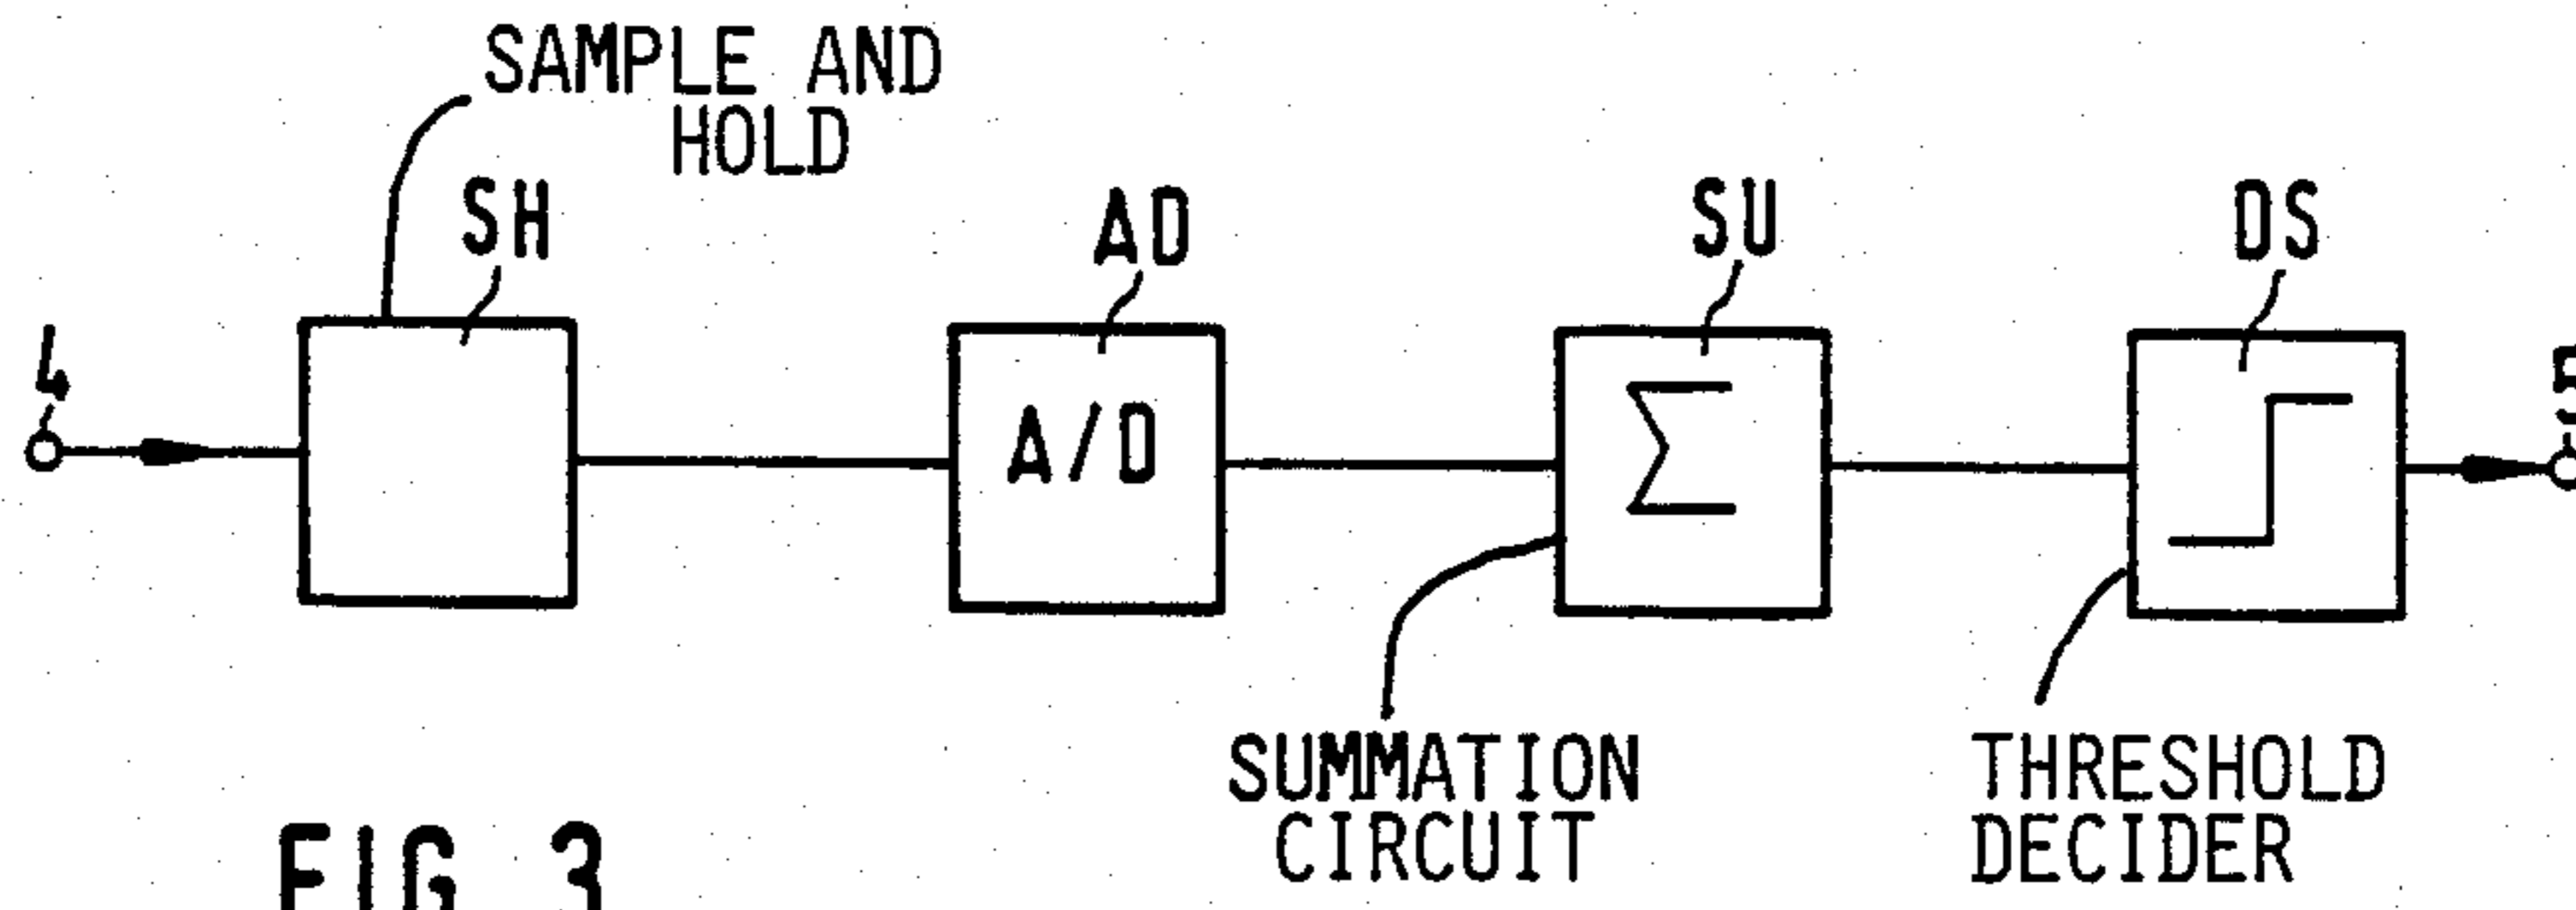 SAMPLE AND
HOLD
SH
AD
SU
DS
4
A/D
Σ
SUMMATION
CIRCUIT
THRESHOLD
DECIDER
FIG 3